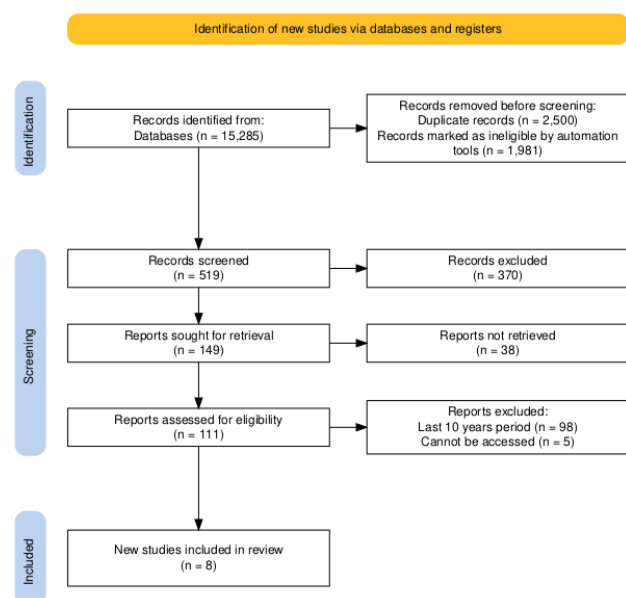 Identification of new studies via databases and registers
Identification
Records identified from:
Databases (n = 15,285)
Records removed before screening:
Duplicate records (n = 2,500)
Records marked as ineligible by automation
tools (n = 1,981)
Screening
Records screened
(n = 519)
Records excluded
(n = 370)
Reports sought for retrieval
(n = 149)
Reports not retrieved
(n = 38)
Reports assessed for eligibility
(n = 111)
Reports excluded:
Last 10 years period (n = 98)
Cannot be accessed (n = 5)
Included
New studies included in review
(n = 8)